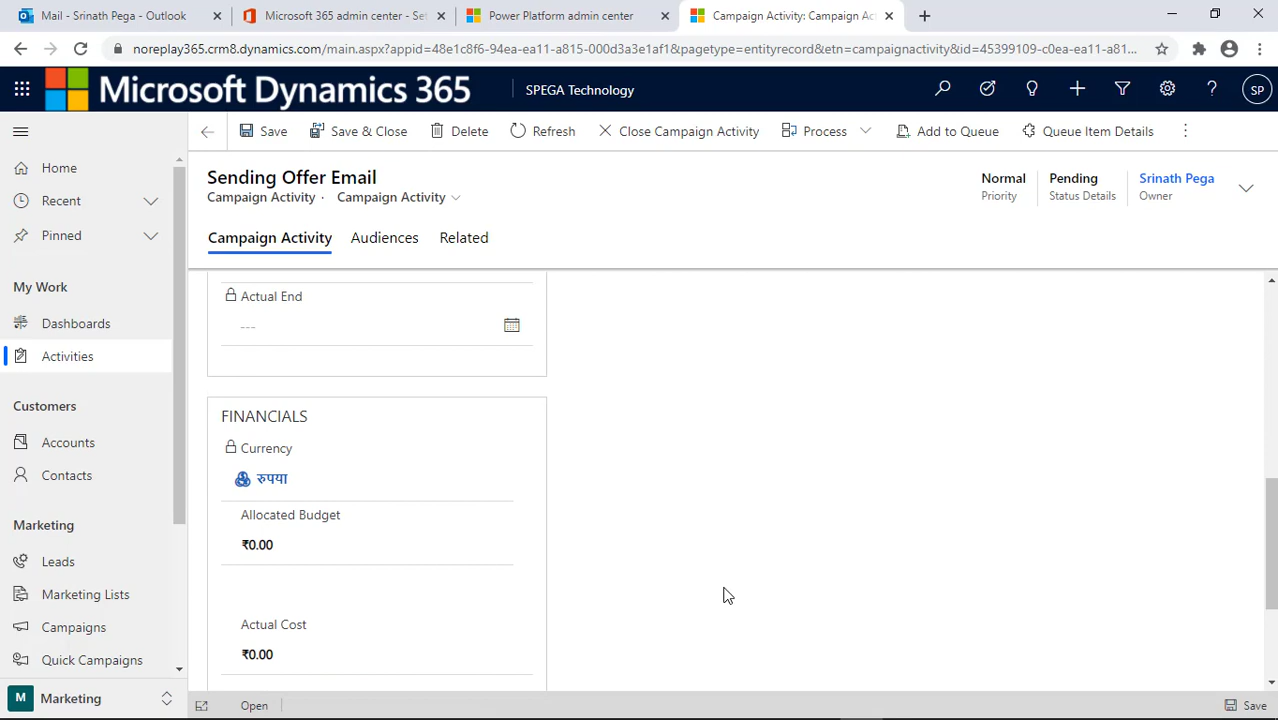 Mail - Srinath Pega - Outlook
Microsoft 365 admin center - Se
Power Platform admin center
Campaign Activity: Campaign Ac
noreplay365.crm8.dynamics.com/main.aspx?appid=48e1c8f6-94ea-ea11-a815-000d3a3e1af1&pagetype=entityrecord&etn=campaignactivity&id=45399109-c0ea-ea11-a81...
Microsoft Dynamics 365
SPEGA Technology
SP
Save
Save & Close
Delete
Refresh
Close Campaign Activity
Process
Add to Queue
Queue Item Details
Home
Recent
Pinned
My Work
Dashboards
Activities
Customers
Accounts
Contacts
Marketing
Leads
Marketing Lists
Campaigns
Quick Campaigns
M Marketing
Sending Offer Email
Campaign Activity · Campaign Activity
Normal
Priority
Pending
Status Details
Srinath Pega
Owner
Campaign Activity
Audiences
Related
Actual End
---
FINANCIALS
Currency
रुपया
Allocated Budget
₹0.00
Actual Cost
₹0.00
Open
Save